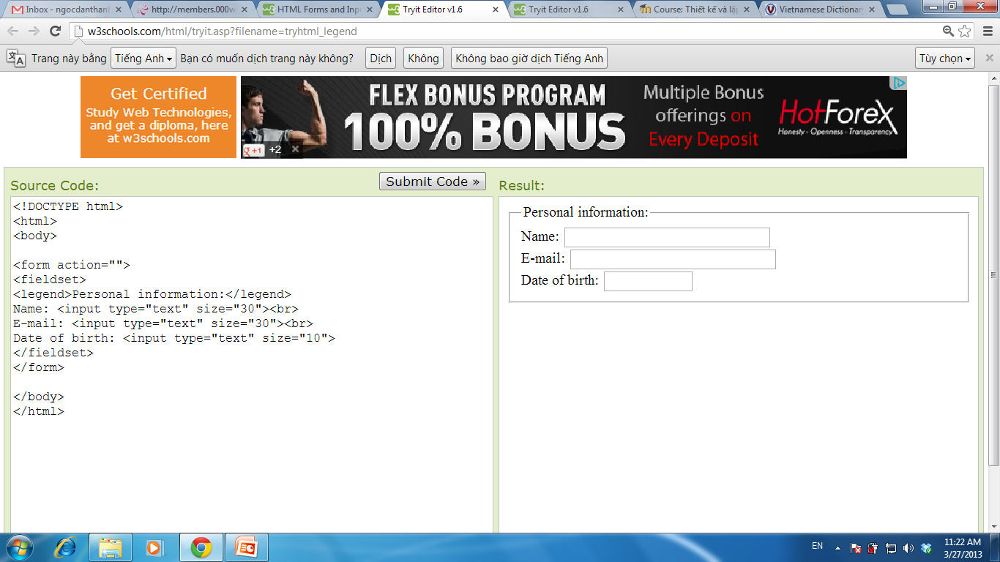 Inbox - ngocdanthanh
http://members.000w
HTML Forms and Inp
Tryit Editor v1.6
Tryit Editor v1.6
Course: Thiết kế và lập
Vietnamese Dictionary
w3schools.com/html/tryit.asp?filename=tryhtml_legend
Trang này bằng Tiếng Anh Bạn có muốn dịch trang này không? Dịch Không Không bao giờ dịch Tiếng Anh Tùy chọn
Get Certified
Study Web Technologies,
and get a diploma, here
at w3schools.com
FLEX BONUS PROGRAM
100% BONUS
g +1 +2
Multiple Bonus
offerings on
Every Deposit
HotForex
Honesty - Openness - Transparency
Source Code:
Submit Code »
<!DOCTYPE html>
<html>
<body>
<form action="">
<fieldset>
<legend>Personal information:</legend>
Name: <input type="text" size="30"><br>
E-mail: <input type="text" size="30"><br>
Date of birth: <input type="text" size="10">
</fieldset>
</form>
</body>
</html>
Result:
Personal information:
Name:
E-mail:
Date of birth:
EN
11:22 AM
3/27/2013